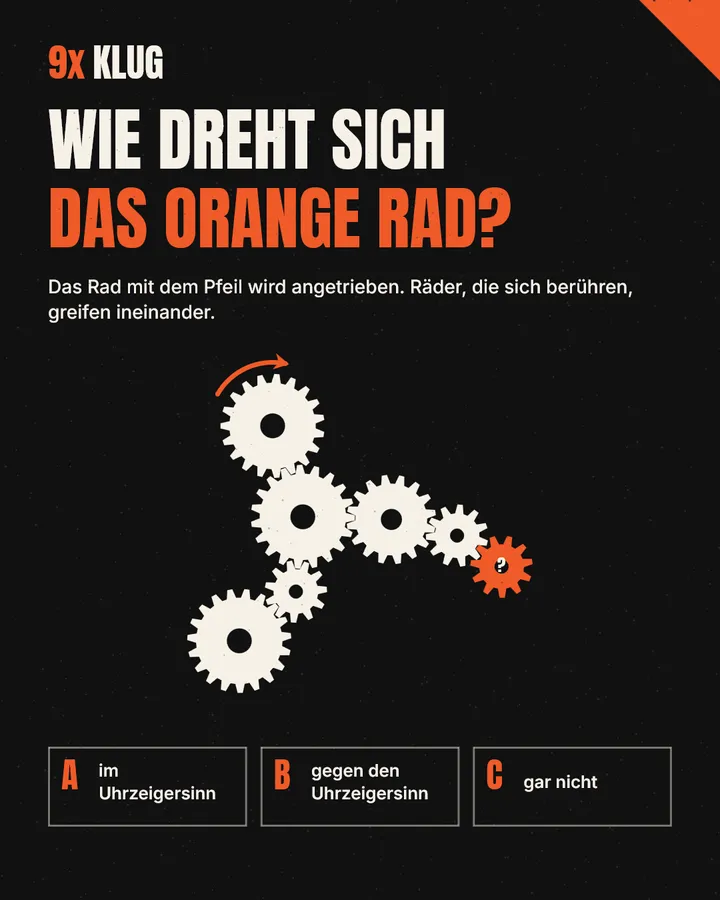 9x KLUG
WIE DREHT SICH
DAS ORANGE RAD?
Das Rad mit dem Pfeil wird angetrieben. Räder, die sich berühren,
greifen ineinander.
?
A im
Uhrzeigersinn
B gegen den
Uhrzeigersinn
C gar nicht